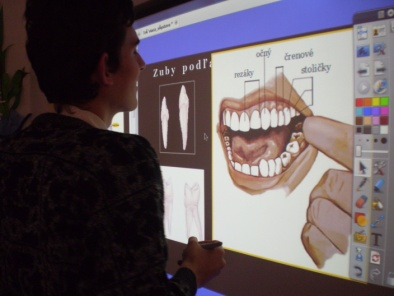 Zuby podľa
očný
črenové
rezáky
stoličky